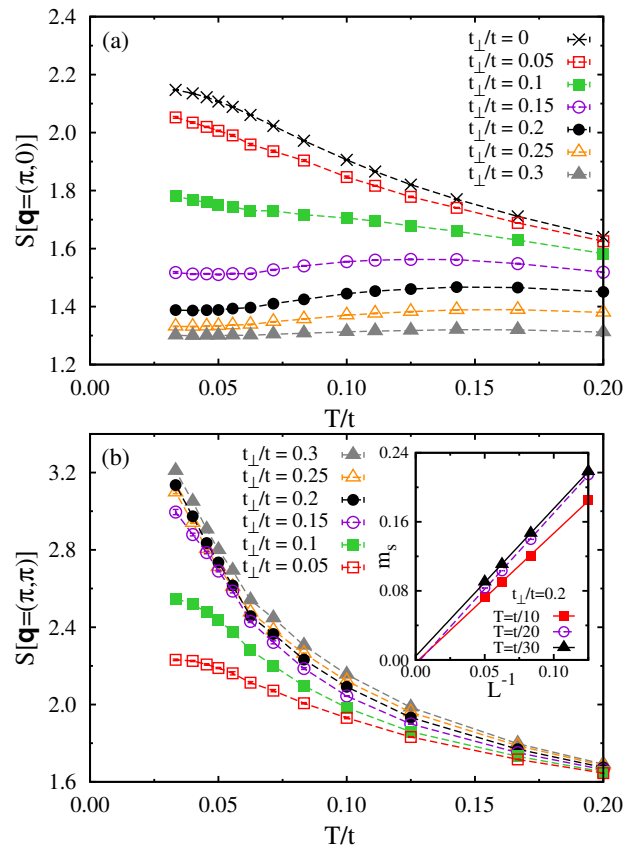 (a)
t⊥/t = 0
t⊥/t = 0.05
t⊥/t = 0.1
t⊥/t = 0.15
t⊥/t = 0.2
t⊥/t = 0.25
t⊥/t = 0.3
S[q=(π,0)]
2.4
2.2
2.0
1.8
1.6
1.4
1.2
0.00 0.05 0.10 0.15 0.20
T/t
(b)
t⊥/t = 0.3
t⊥/t = 0.25
t⊥/t = 0.2
t⊥/t = 0.15
t⊥/t = 0.1
t⊥/t = 0.05
S[q=(π,π)]
3.2
2.8
2.4
2.0
1.6
0.00 0.05 0.10 0.15 0.20
T/t
0.24
0.16
0.08
0.00
mₛ
t⊥/t=0.2
T=t/10
T=t/20
T=t/30
0.00 0.05 0.10
L⁻¹